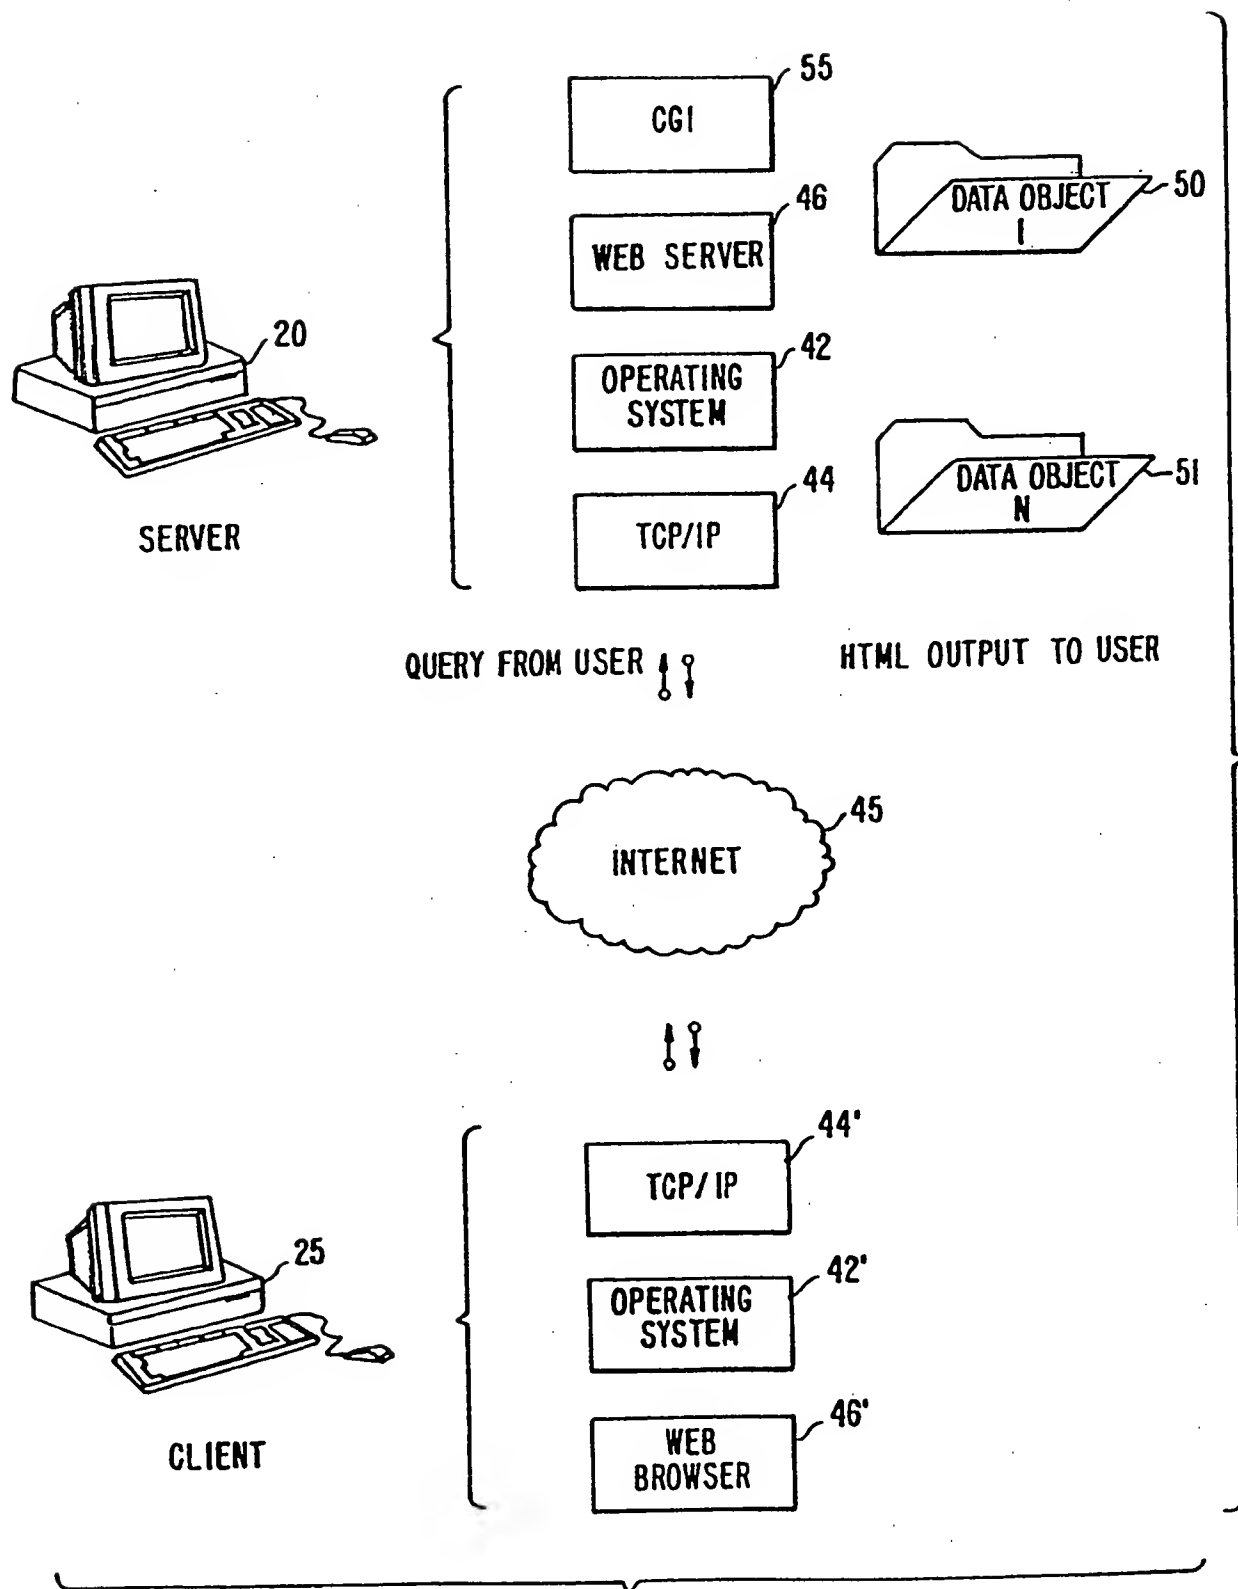 55
CGI
46
WEB SERVER
DATA OBJECT
1
50
20
42
OPERATING
SYSTEM
44
TCP/IP
DATA OBJECT
N
51
SERVER
QUERY FROM USER
HTML OUTPUT TO USER
45
INTERNET
44'
TCP/IP
25
42'
OPERATING
SYSTEM
46'
WEB
BROWSER
CLIENT